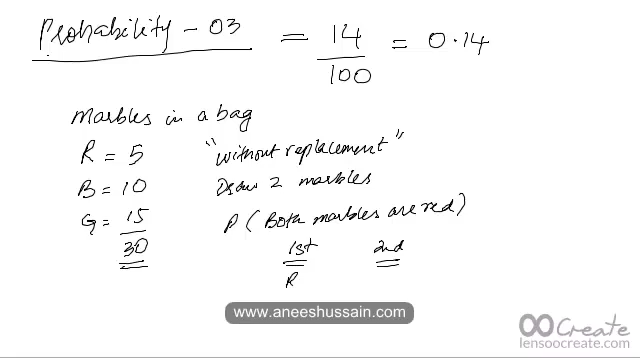 Probability - 03 = 14/100 = 0.14
Marbles in a bag
R = 5 "without replacement"
B = 10 Draw 2 marbles
G = 15 P (Both marbles are red)
30 1st 2nd
R
www.aneeshussain.com
Create
lensoocreate.com